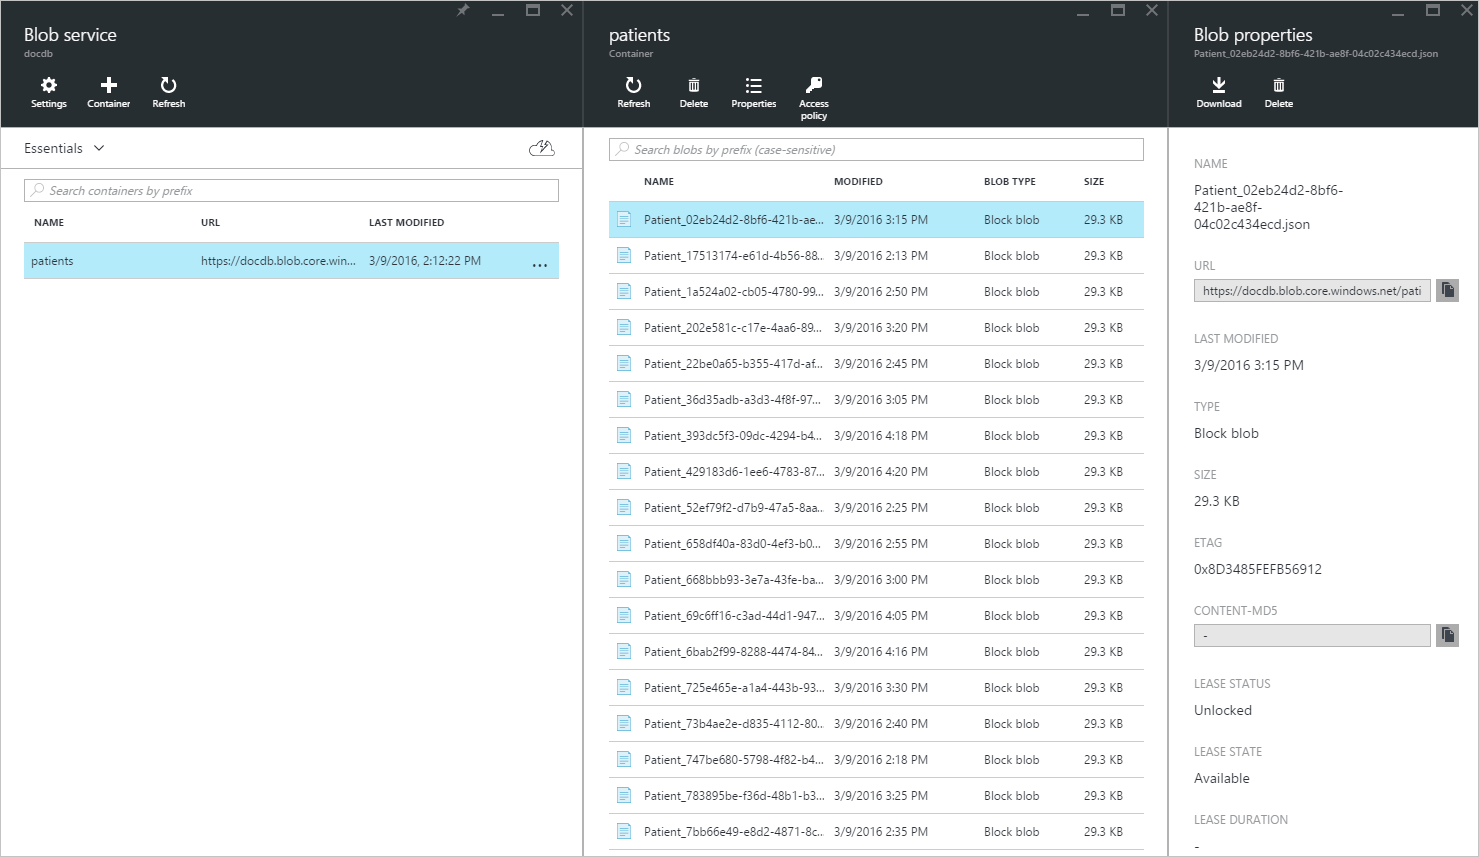 Blob service
docdb
Settings
Container
Refresh
Essentials
Search containers by prefix
NAME URL LAST MODIFIED
patients https://docdb.blob.core.win... 3/9/2016, 2:12:22 PM ...
patients
Container
Refresh
Delete
Properties
Access
policy
Search blobs by prefix (case-sensitive)
NAME MODIFIED BLOB TYPE SIZE
Patient_02eb24d2-8bf6-421b-ae... 3/9/2016 3:15 PM Block blob 29.3 KB
Patient_17513174-e61d-4b56-88... 3/9/2016 2:13 PM Block blob 29.3 KB
Patient_1a524a02-cb05-4780-99... 3/9/2016 2:50 PM Block blob 29.3 KB
Patient_202e581c-c17e-4aa6-89... 3/9/2016 3:20 PM Block blob 29.3 KB
Patient_22be0a65-b355-417d-af... 3/9/2016 2:45 PM Block blob 29.3 KB
Patient_36d35adb-a3d3-4f8f-97... 3/9/2016 3:05 PM Block blob 29.3 KB
Patient_393dc5f3-09dc-4294-b4... 3/9/2016 4:18 PM Block blob 29.3 KB
Patient_429183d6-1ee6-4783-87... 3/9/2016 4:20 PM Block blob 29.3 KB
Patient_52ef79f2-d7b9-47a5-8aa... 3/9/2016 2:25 PM Block blob 29.3 KB
Patient_658df40a-83d0-4ef3-b0... 3/9/2016 2:55 PM Block blob 29.3 KB
Patient_668bbb93-3e7a-43fe-ba... 3/9/2016 3:00 PM Block blob 29.3 KB
Patient_69c6ff16-c3ad-44d1-947... 3/9/2016 4:05 PM Block blob 29.3 KB
Patient_6bab2f99-8288-4474-84... 3/9/2016 4:16 PM Block blob 29.3 KB
Patient_725e465e-a1a4-443b-93... 3/9/2016 3:30 PM Block blob 29.3 KB
Patient_73b4ae2e-d835-4112-80... 3/9/2016 2:40 PM Block blob 29.3 KB
Patient_747be680-5798-4f82-b4... 3/9/2016 2:18 PM Block blob 29.3 KB
Patient_783895be-f36d-48b1-b3... 3/9/2016 3:25 PM Block blob 29.3 KB
Patient_7bb66e49-e8d2-4871-8c... 3/9/2016 2:35 PM Block blob 29.3 KB
Blob properties
Patient_02eb24d2-8bf6-421b-ae8f-04c02c434ecd.json
Download
Delete
NAME
Patient_02eb24d2-8bf6-
421b-ae8f-
04c02c434ecd.json
URL
https://docdb.blob.core.windows.net/pati
LAST MODIFIED
3/9/2016 3:15 PM
TYPE
Block blob
SIZE
29.3 KB
ETAG
0x8D3485FEFB56912
CONTENT-MD5
-
LEASE STATUS
Unlocked
LEASE STATE
Available
LEASE DURATION
-